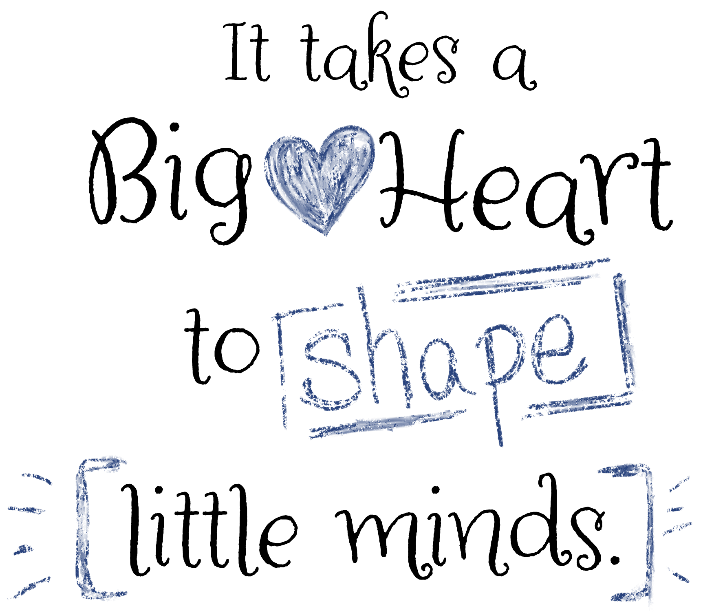 It takes a
Big Heart
to shape
little minds.